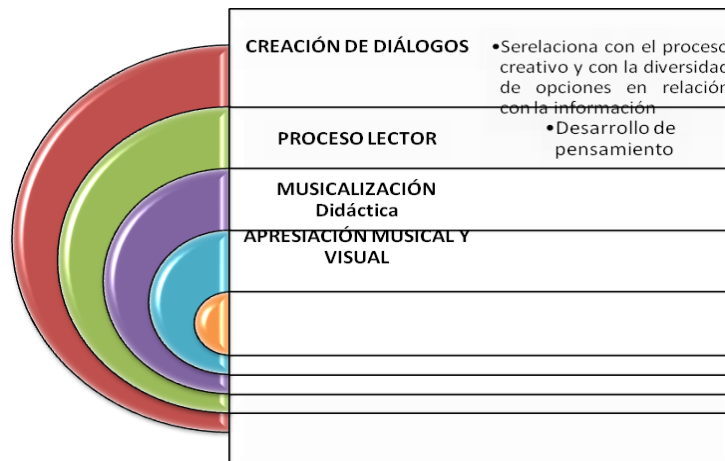 CREACIÓN DE DIÁLOGOS
•Serelaciona con el proceso
creativo y con la diversidad
de opciones en relación
con la información
PROCESO LECTOR
•Desarrollo de
pensamiento
MUSICALIZACIÓN
Didáctica
APRESIACIÓN MUSICAL Y
VISUAL